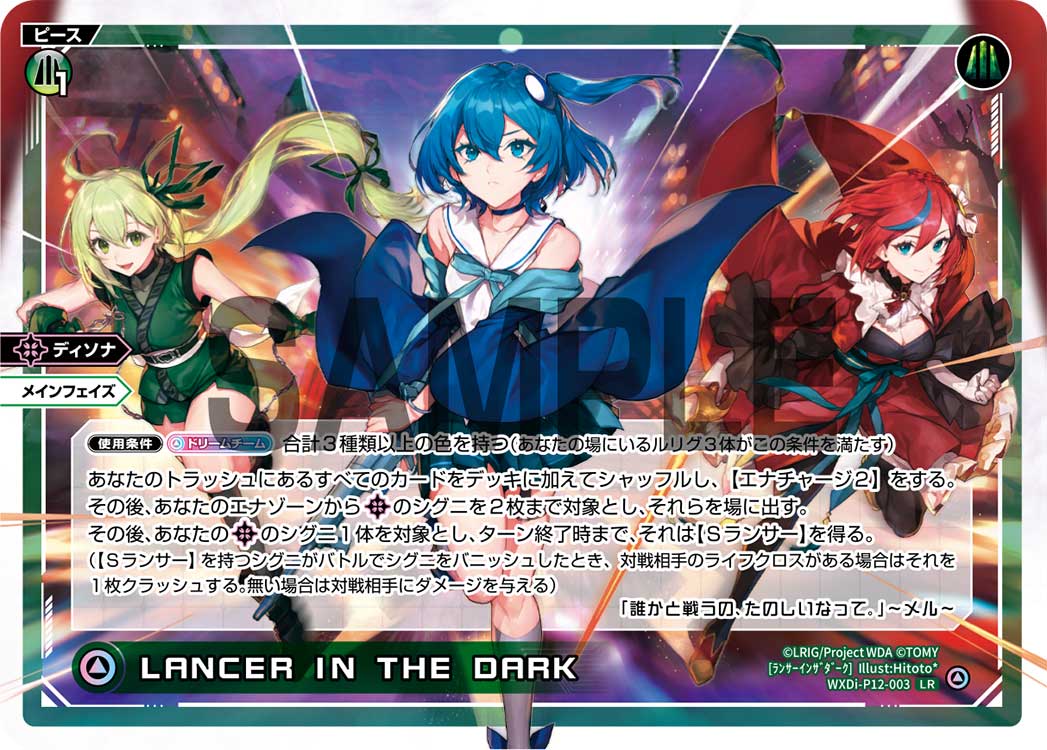 ピース
1
ディソナ
メインフェイズ
SAMPLE
使用条件 ドリームチーム 合計3種類以上の色を持つ(あなたの場にいるルリグ3体がこの条件を満たす)
あなたのトラッシュにあるすべてのカードをデッキに加えてシャッフルし、【エナチャージ2】をする。
その後、あなたのエナゾーンからのシグニを2枚まで対象とし、それらを場に出す。
その後、あなたののシグニ1体を対象とし、ターン終了時まで、それは【Sランサー】を得る。
(【Sランサー】を持つシグニがバトルでシグニをバニッシュしたとき、対戦相手のライフクロスがある場合はそれを
1枚クラッシュする。無い場合は対戦相手にダメージを与える)
「誰かと戦うの、たのしいなって。」~メル~
LANCER IN THE DARK
©LRIG/Project WDA ©TOMY
[ランサーインザダーク] Illust:Hitoto*
WXDi-P12-003 LR